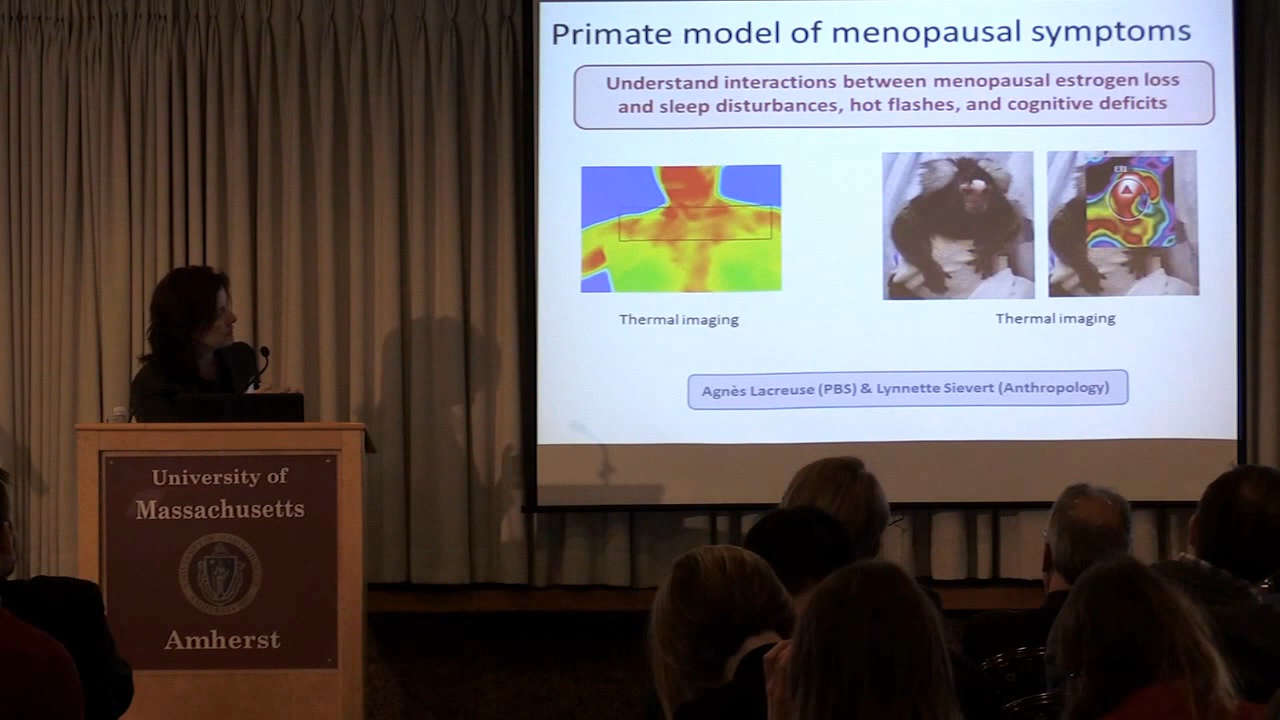 Primate model of menopausal symptoms
Understand interactions between menopausal estrogen loss
and sleep disturbances, hot flashes, and cognitive deficits
Thermal imaging
Thermal imaging
Agnès Lacreuse (PBS) & Lynnette Sievert (Anthropology)
University of
Massachusetts
Amherst